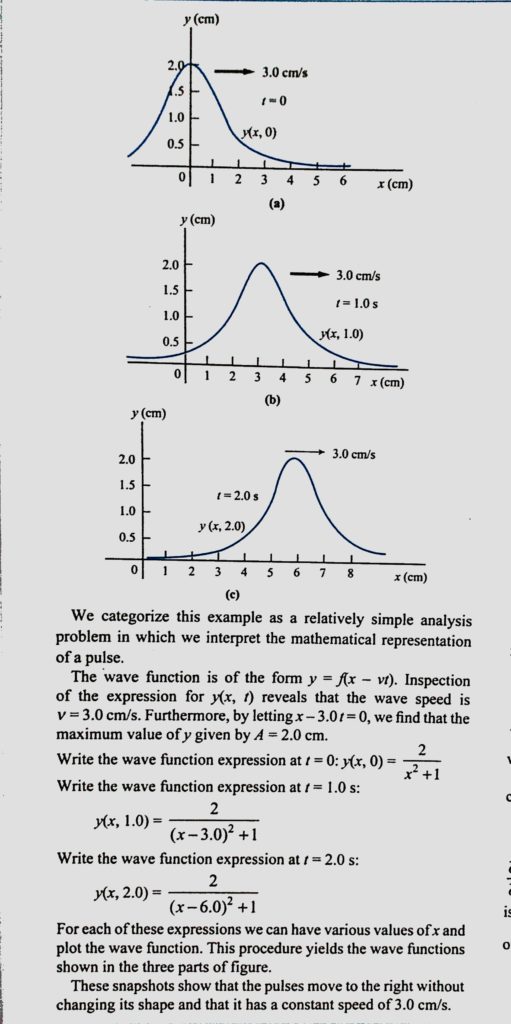 y (cm)
2.0
3.0 cm/s
1.5
t = 0
1.0
y(x, 0)
0.5
0 1 2 3 4 5 6 x (cm)
(a)
y (cm)
2.0
3.0 cm/s
1.5
t = 1.0 s
1.0
y(x, 1.0)
0.5
0 1 2 3 4 5 6 7 x (cm)
(b)
y (cm)
3.0 cm/s
2.0
1.5
t = 2.0 s
1.0
y (x, 2.0)
0.5
0 1 2 3 4 5 6 7 8 x (cm)
(c)
We categorize this example as a relatively simple analysis
problem in which we interpret the mathematical representation
of a pulse.
The wave function is of the form y = f(x – vt). Inspection
of the expression for y(x, t) reveals that the wave speed is
v = 3.0 cm/s. Furthermore, by letting x – 3.0 t = 0, we find that the
maximum value of y given by A = 2.0 cm.
Write the wave function expression at t = 0: y(x, 0) = 2 / (x² + 1)
Write the wave function expression at t = 1.0 s:
y(x, 1.0) = 2 / ((x – 3.0)² + 1)
Write the wave function expression at t = 2.0 s:
y(x, 2.0) = 2 / ((x – 6.0)² + 1)
For each of these expressions we can have various values of x and
plot the wave function. This procedure yields the wave functions
shown in the three parts of figure.
These snapshots show that the pulses move to the right without
changing its shape and that it has a constant speed of 3.0 cm/s.